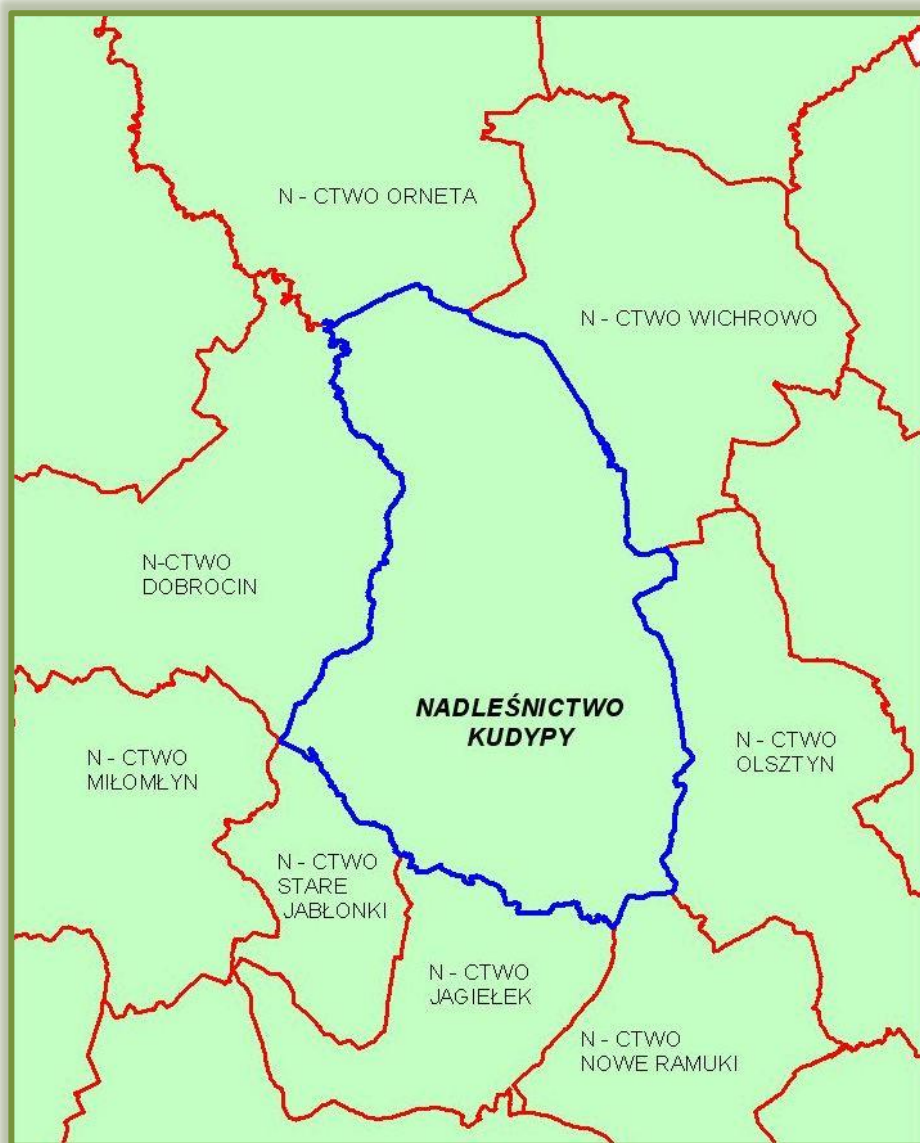 N - CTWO ORNETA
N - CTWO WICHROWO
N-CTWO
DOBROCIN
NADLEŚNICTWO
KUDYPY
N - CTWO
OLSZTYN
N - CTWO
MIŁOMŁYN
N - CTWO
STARE
JABŁONKI
N - CTWO
JAGIEŁEK
N - CTWO
NOWE RAMUKI